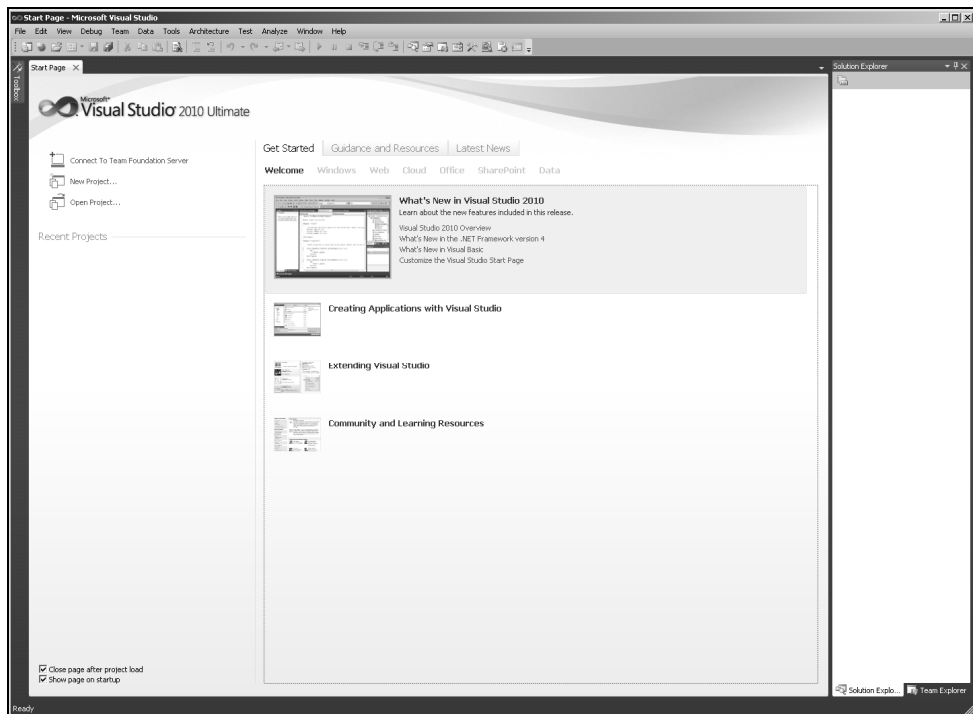 Start Page - Microsoft Visual Studio
File Edit View Debug Team Data Tools Architecture Test Analyze Window Help
Toolbox
Start Page
Solution Explorer
Microsoft®
Visual Studio® 2010 Ultimate
Connect To Team Foundation Server
New Project...
Open Project...
Recent Projects
Get Started Guidance and Resources Latest News
Welcome Windows Web Cloud Office SharePoint Data
What's New in Visual Studio 2010
Learn about the new features included in this release.
Visual Studio 2010 Overview
What's New in the .NET Framework version 4
What's New in Visual Basic
Customize the Visual Studio Start Page
Creating Applications with Visual Studio
Extending Visual Studio
Community and Learning Resources
Close page after project load
Show page on startup
Solution Explo... Team Explorer
Ready